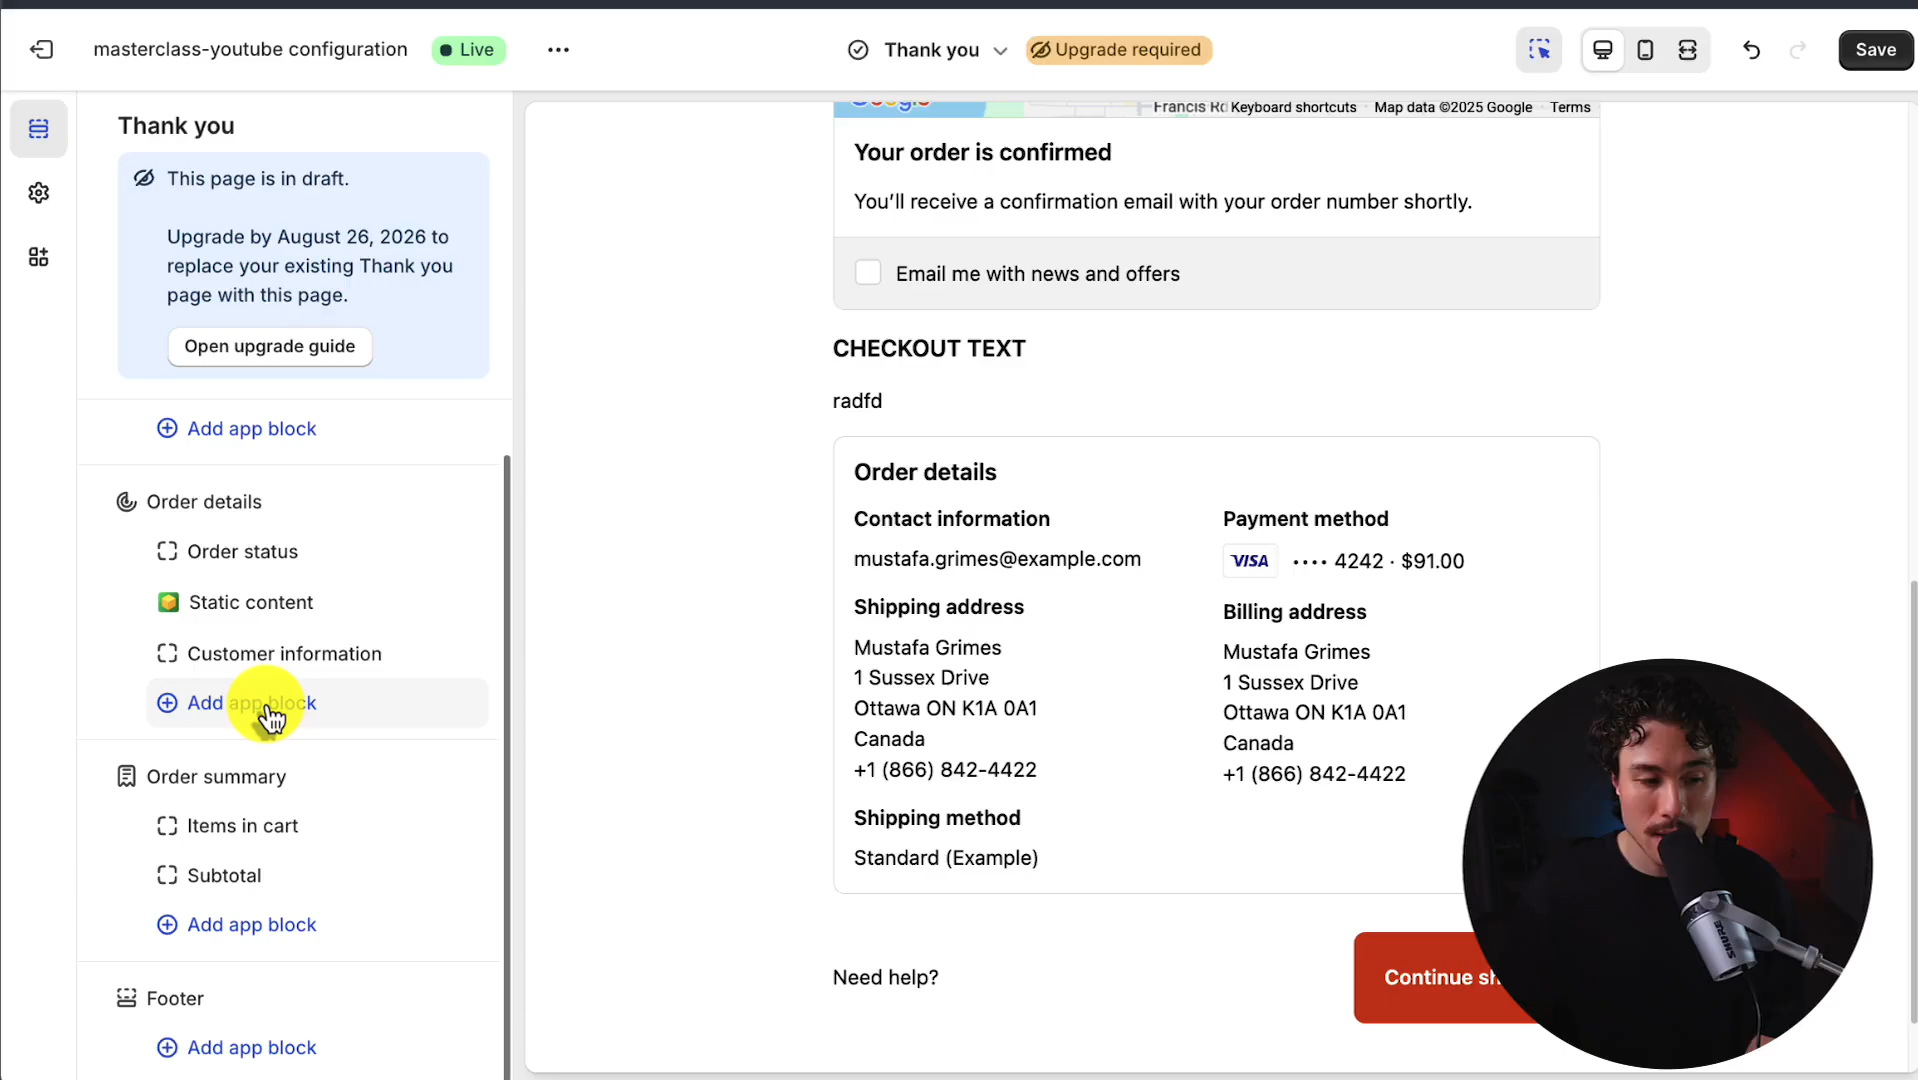 masterclass-youtube configuration
Live
Thank you
Upgrade required
Save
Thank you
This page is in draft.
Upgrade by August 26, 2026 to
replace your existing Thank you
page with this page.
Open upgrade guide
Add app block
Order details
Order status
Static content
Customer information
Add app block
Order summary
Items in cart
Subtotal
Add app block
Footer
Add app block
Google
Francis Rd
Keyboard shortcuts
Map data ©2025 Google
Terms
Your order is confirmed
You'll receive a confirmation email with your order number shortly.
Email me with news and offers
CHECKOUT TEXT
radfd
Order details
Contact information
mustafa.grimes@example.com
Payment method
VISA
•••• 4242 · $91.00
Shipping address
Mustafa Grimes
1 Sussex Drive
Ottawa ON K1A 0A1
Canada
+1 (866) 842-4422
Billing address
Mustafa Grimes
1 Sussex Drive
Ottawa ON K1A 0A1
Canada
+1 (866) 842-4422
Shipping method
Standard (Example)
Need help?
Continue sh
SHURE